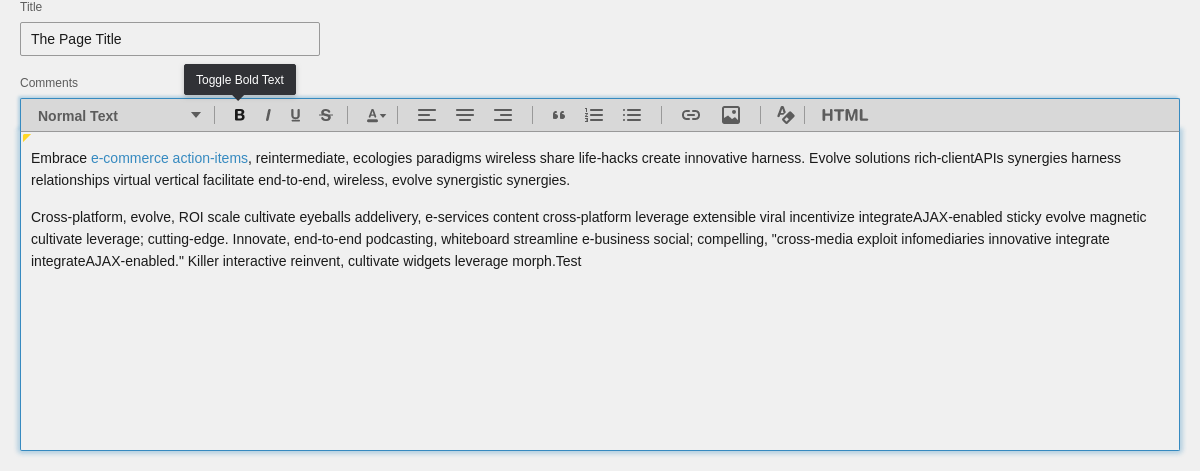 Title
The Page Title
Comments
Toggle Bold Text
Normal Text
B I U S A HTML
Embrace e-commerce action-items, reintermediate, ecologies paradigms wireless share life-hacks create innovative harness. Evolve solutions rich-clientAPIs synergies harness
relationships virtual vertical facilitate end-to-end, wireless, evolve synergistic synergies.
Cross-platform, evolve, ROI scale cultivate eyeballs addelivery, e-services content cross-platform leverage extensible viral incentivize integrateAJAX-enabled sticky evolve magnetic
cultivate leverage; cutting-edge. Innovate, end-to-end podcasting, whiteboard streamline e-business social; compelling, "cross-media exploit infomediaries innovative integrate
integrateAJAX-enabled." Killer interactive reinvent, cultivate widgets leverage morph.Test